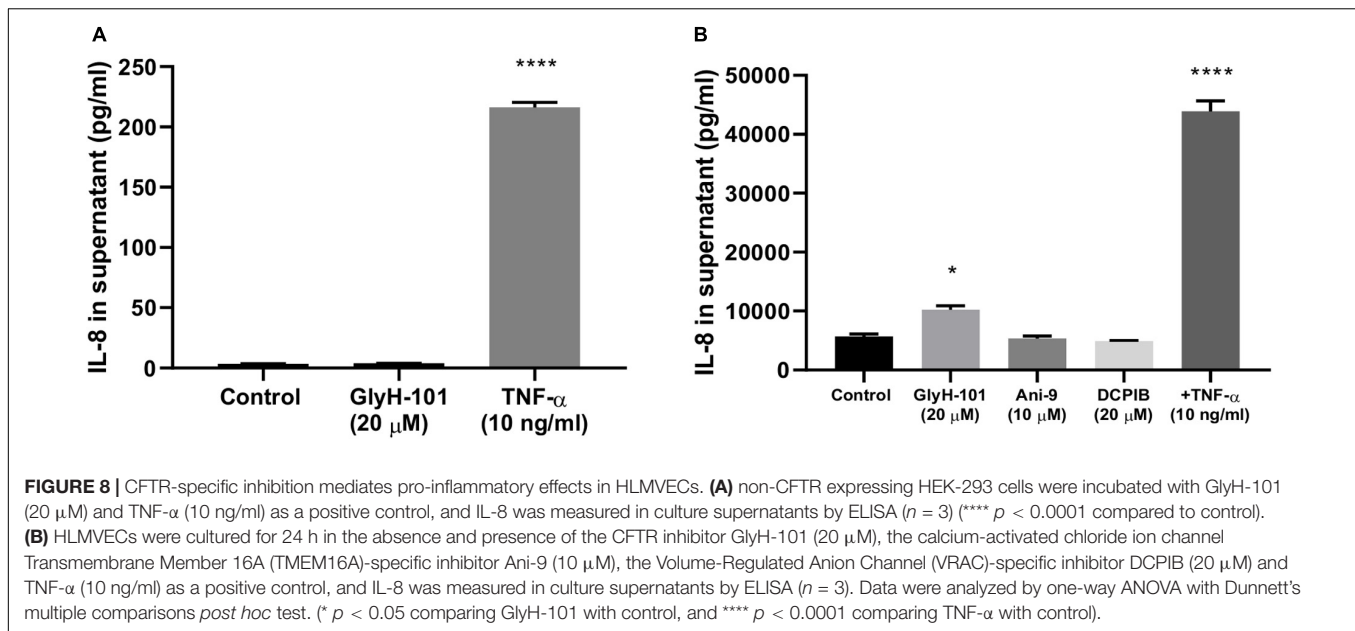 A
IL-8 in supernatant (pg/ml)
250
200
150
100
50
0
****
Control
GlyH-101
(20 μM)
TNF-α
(10 ng/ml)
B
IL-8 in supernatant (pg/ml)
50000
40000
30000
20000
10000
0
*
****
Control
GlyH-101
(20 μM)
Ani-9
(10 μM)
DCPIB
(20 μM)
+TNF-α
(10 ng/ml)
FIGURE 8 | CFTR-specific inhibition mediates pro-inflammatory effects in HLMVECs. (A) non-CFTR expressing HEK-293 cells were incubated with GlyH-101
(20 μM) and TNF-α (10 ng/ml) as a positive control, and IL-8 was measured in culture supernatants by ELISA (n = 3) (**** p < 0.0001 compared to control).
(B) HLMVECs were cultured for 24 h in the absence and presence of the CFTR inhibitor GlyH-101 (20 μM), the calcium-activated chloride ion channel
Transmembrane Member 16A (TMEM16A)-specific inhibitor Ani-9 (10 μM), the Volume-Regulated Anion Channel (VRAC)-specific inhibitor DCPIB (20 μM) and
TNF-α (10 ng/ml) as a positive control, and IL-8 was measured in culture supernatants by ELISA (n = 3). Data were analyzed by one-way ANOVA with Dunnett's
multiple comparisons post hoc test. (* p < 0.05 comparing GlyH-101 with control, and **** p < 0.0001 comparing TNF-α with control).